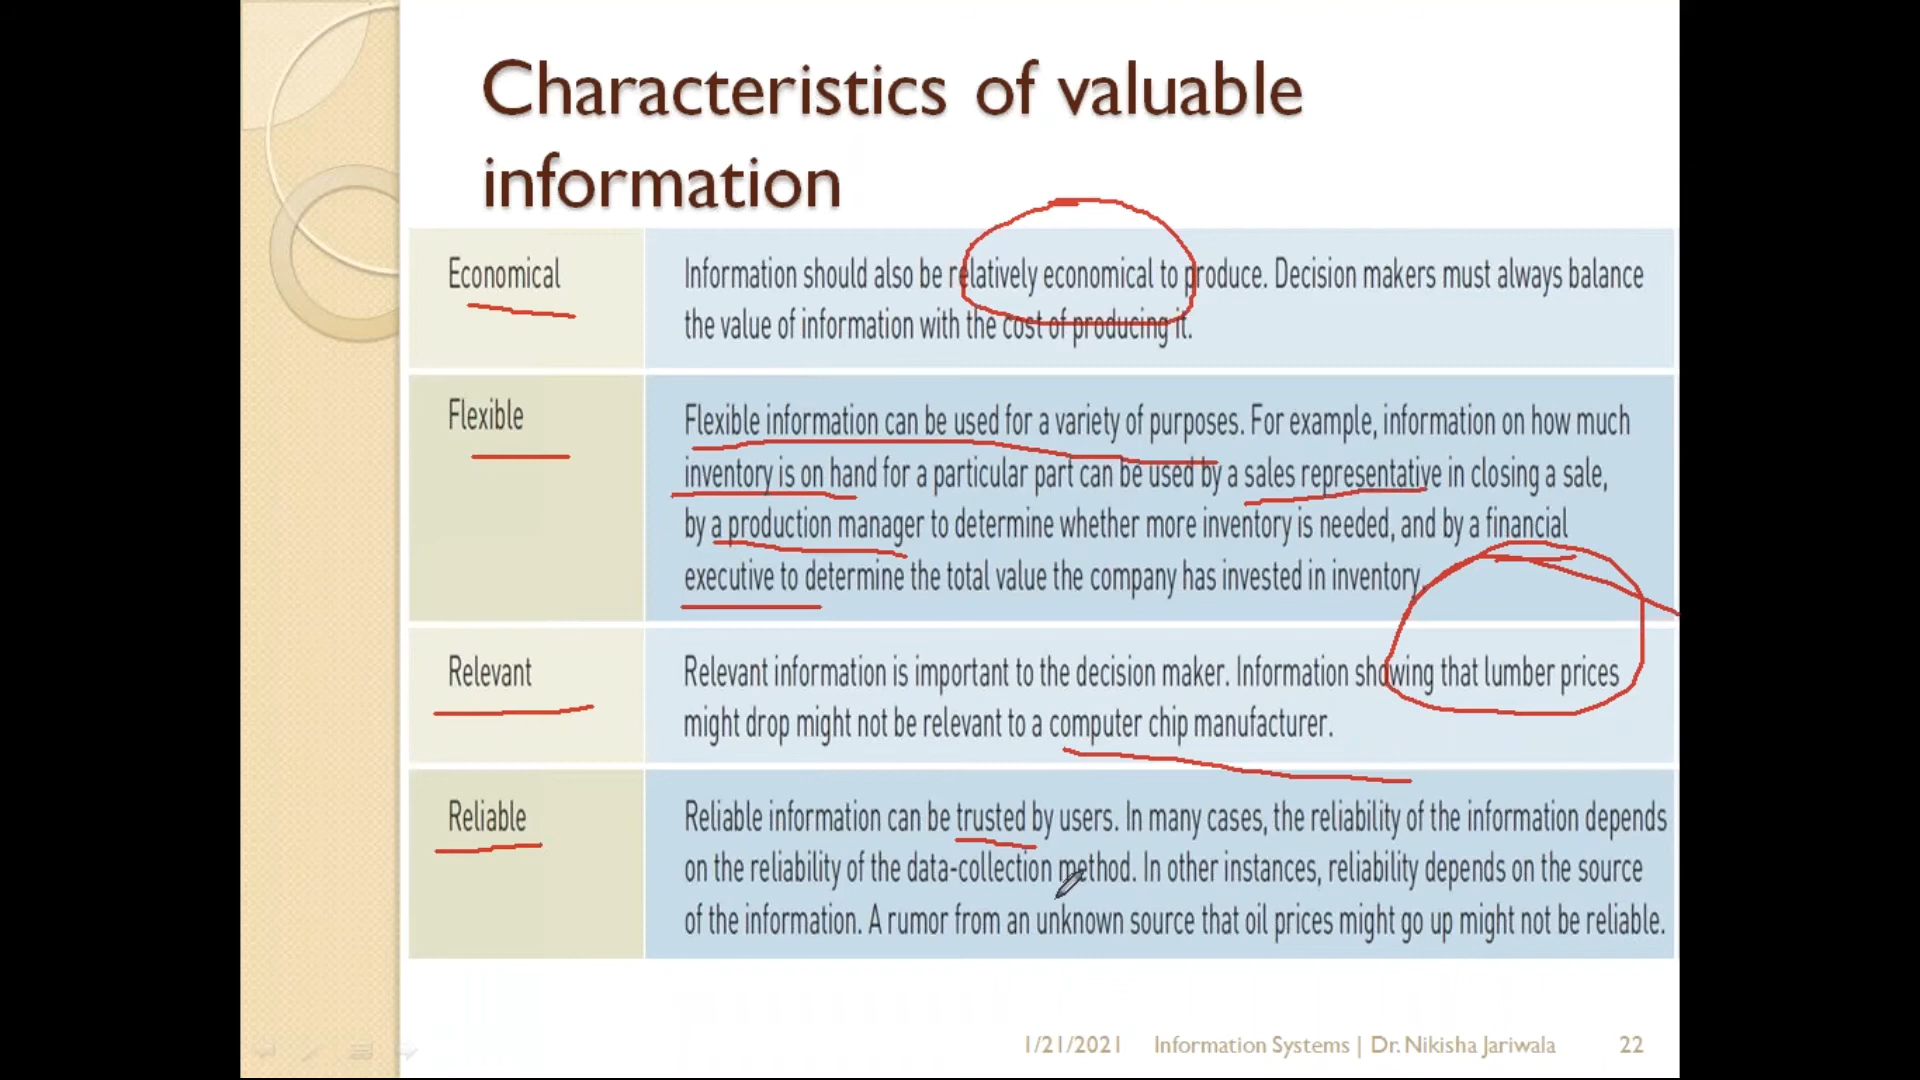 Characteristics of valuable
information
Economical
Information should also be relatively economical to produce. Decision makers must always balance
the value of information with the cost of producing it.
Flexible
Flexible information can be used for a variety of purposes. For example, information on how much
inventory is on hand for a particular part can be used by a sales representative in closing a sale,
by a production manager to determine whether more inventory is needed, and by a financial
executive to determine the total value the company has invested in inventory.
Relevant
Relevant information is important to the decision maker. Information showing that lumber prices
might drop might not be relevant to a computer chip manufacturer.
Reliable
Reliable information can be trusted by users. In many cases, the reliability of the information depends
on the reliability of the data-collection method. In other instances, reliability depends on the source
of the information. A rumor from an unknown source that oil prices might go up might not be reliable.
1/21/2021 Information Systems | Dr. Nikisha Jariwala 22